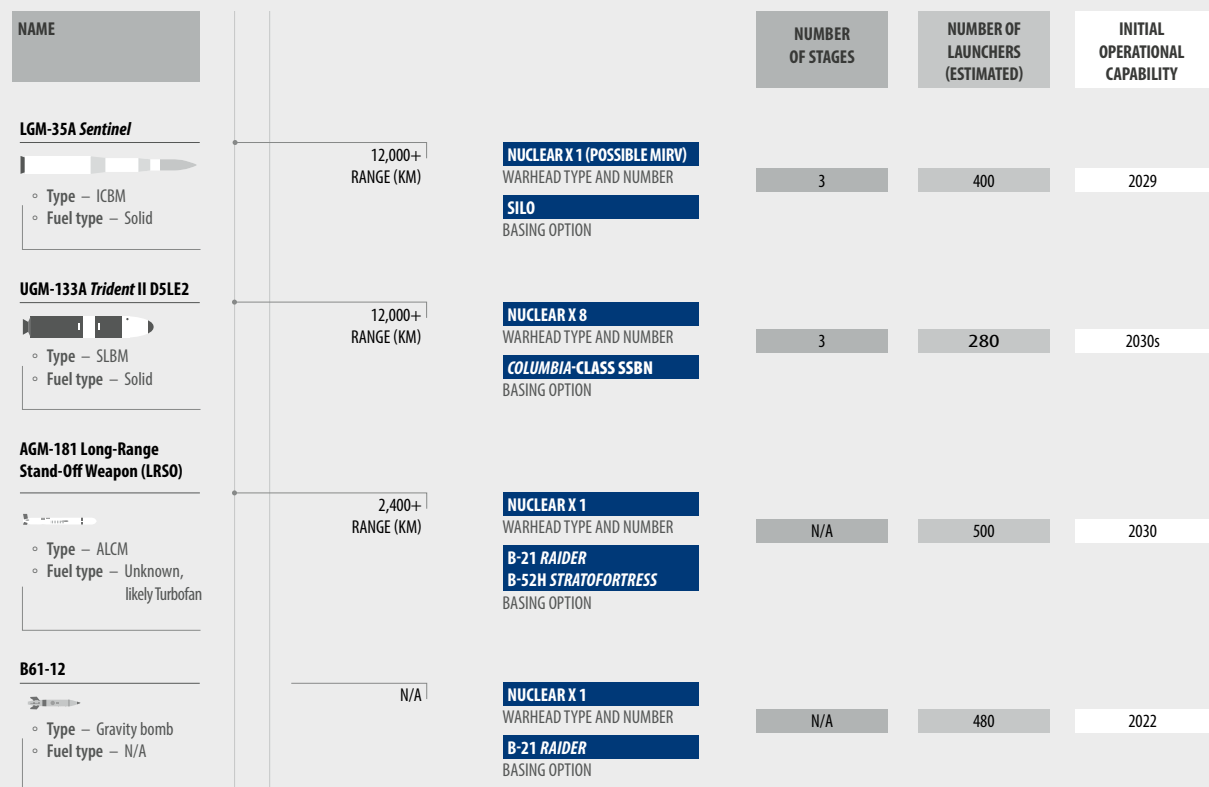 NAME
NUMBER
OF STAGES
NUMBER OF
LAUNCHERS
(ESTIMATED)
INITIAL
OPERATIONAL
CAPABILITY
LGM-35A Sentinel
◦ Type – ICBM
◦ Fuel type – Solid
12,000+
RANGE (KM)
NUCLEAR X 1 (POSSIBLE MIRV)
WARHEAD TYPE AND NUMBER
SILO
BASING OPTION
3
400
2029
UGM-133A Trident II D5LE2
◦ Type – SLBM
◦ Fuel type – Solid
12,000+
RANGE (KM)
NUCLEAR X 8
WARHEAD TYPE AND NUMBER
COLUMBIA-CLASS SSBN
BASING OPTION
3
280
2030s
AGM-181 Long-Range
Stand-Off Weapon (LRSO)
◦ Type – ALCM
◦ Fuel type – Unknown,
likely Turbofan
2,400+
RANGE (KM)
NUCLEAR X 1
WARHEAD TYPE AND NUMBER
B-21 RAIDER
B-52H STRATOFORTRESS
BASING OPTION
N/A
500
2030
B61-12
◦ Type – Gravity bomb
◦ Fuel type – N/A
N/A
NUCLEAR X 1
WARHEAD TYPE AND NUMBER
B-21 RAIDER
BASING OPTION
N/A
480
2022